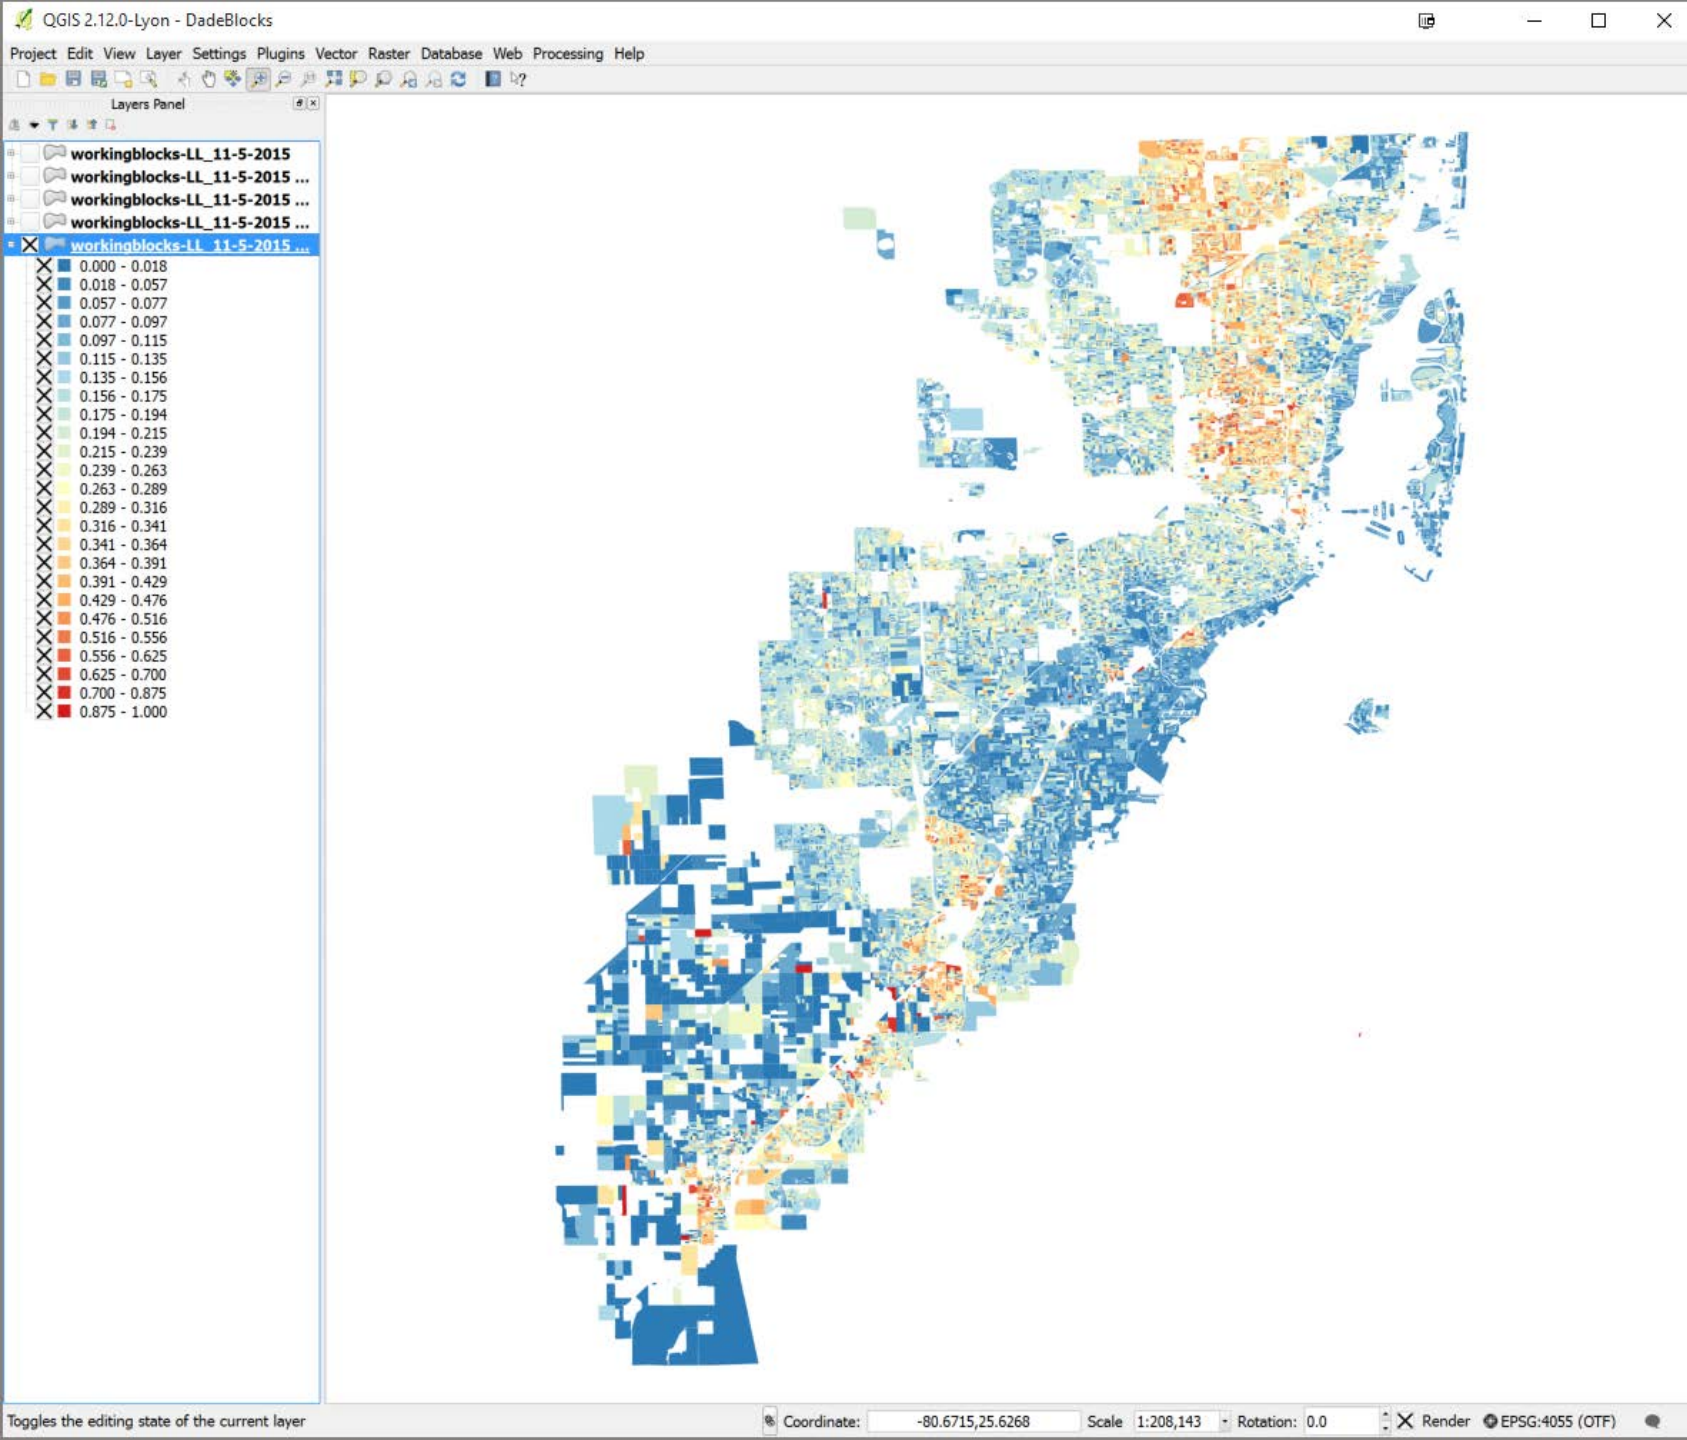 QGIS 2.12.0-Lyon - DadeBlocks
Project Edit View Layer Settings Plugins Vector Raster Database Web Processing Help
Layers Panel
workingblocks-LL_11-5-2015
workingblocks-LL_11-5-2015 ...
workingblocks-LL_11-5-2015 ...
workingblocks-LL_11-5-2015 ...
workingblocks-LL_11-5-2015 ...
0.000 - 0.018
0.018 - 0.057
0.057 - 0.077
0.077 - 0.097
0.097 - 0.115
0.115 - 0.135
0.135 - 0.156
0.156 - 0.175
0.175 - 0.194
0.194 - 0.215
0.215 - 0.239
0.239 - 0.263
0.263 - 0.289
0.289 - 0.316
0.316 - 0.341
0.341 - 0.364
0.364 - 0.391
0.391 - 0.429
0.429 - 0.476
0.476 - 0.516
0.516 - 0.556
0.556 - 0.625
0.625 - 0.700
0.700 - 0.875
0.875 - 1.000
Toggles the editing state of the current layer Coordinate: -80.6715,25.6268 Scale 1:208,143 Rotation: 0.0 Render EPSG:4055 (OTF)